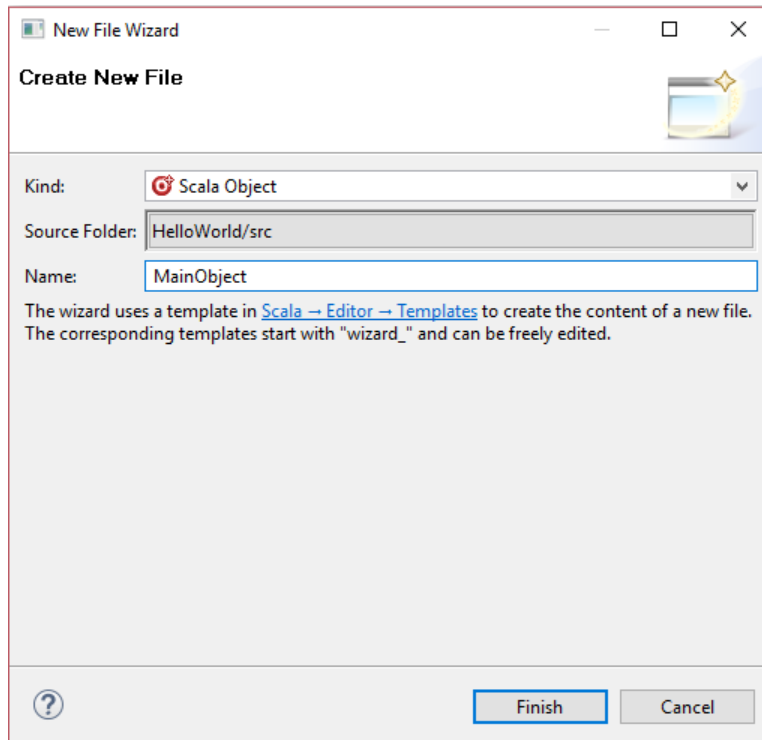 New File Wizard
Create New File
Kind: Scala Object
Source Folder: HelloWorld/src
Name: MainObject
The wizard uses a template in Scala → Editor → Templates to create the content of a new file.
The corresponding templates start with "wizard_" and can be freely edited.
? Finish Cancel